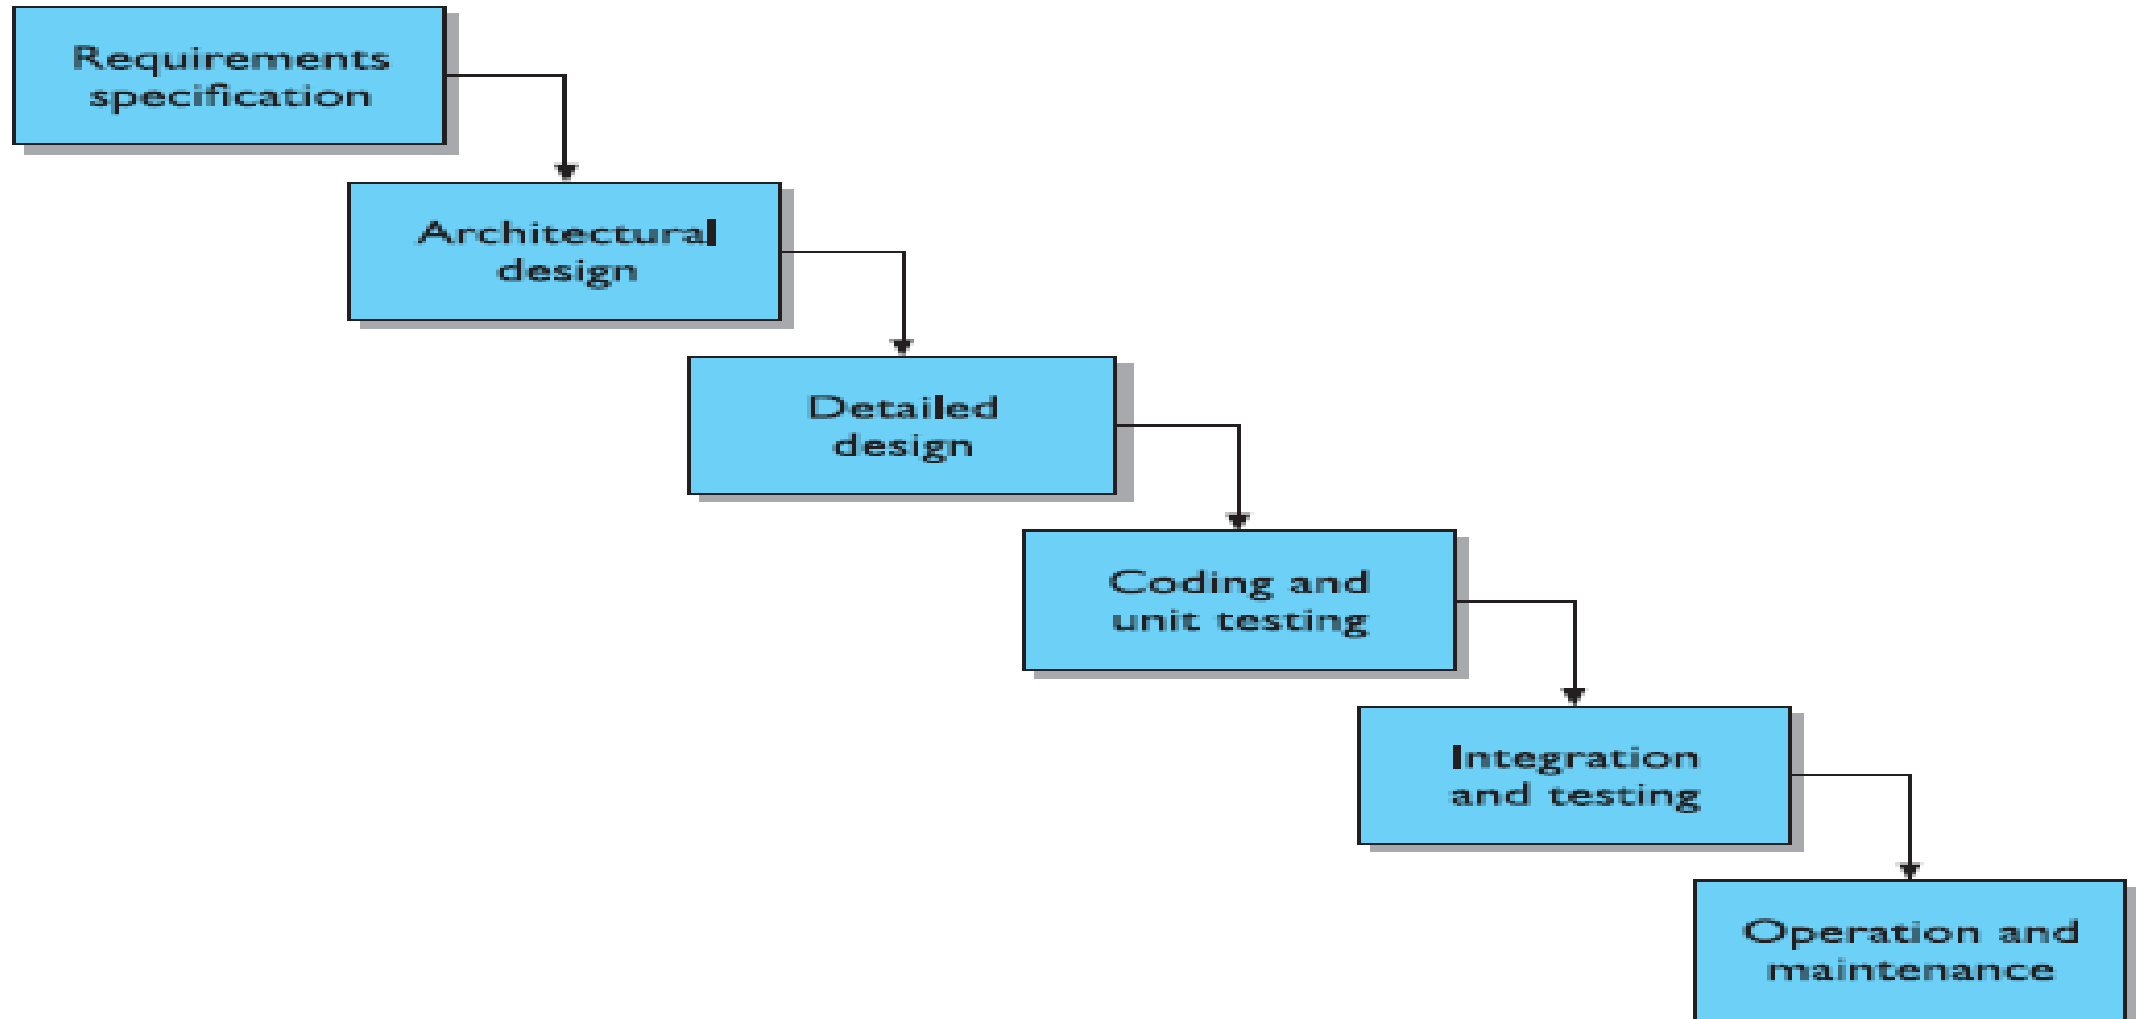 Requirements
specification
Architectural
design
Detailed
design
Coding and
unit testing
Integration
and testing
Operation and
maintenance